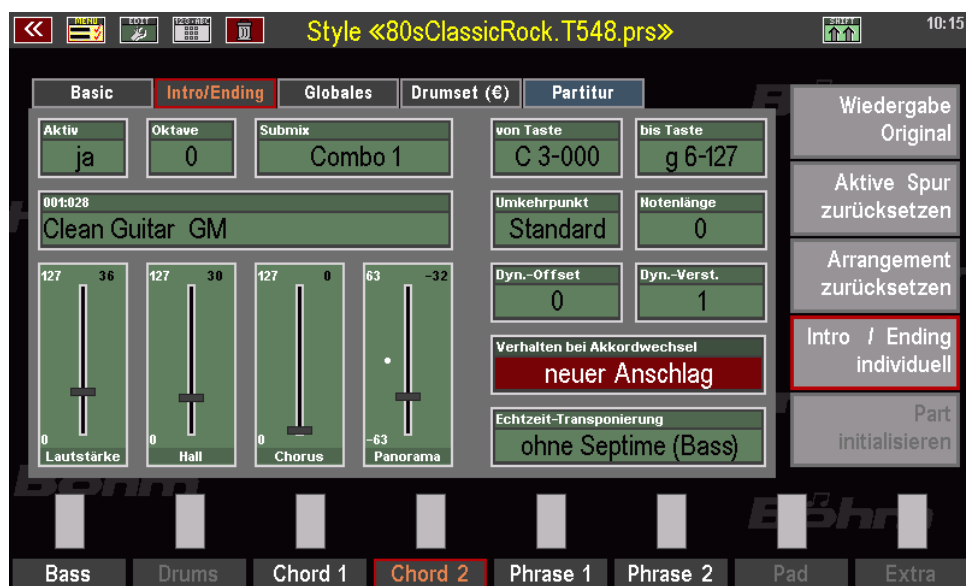 MENU
EDIT
123·ABC
Style «80sClassicRock.T548.prs»
SHIFT
10:15
Basic
Intro/Ending
Globales
Drumset (€)
Partitur
Aktiv
ja
Oktave
0
Submix
Combo 1
von Taste
C 3-000
bis Taste
g 6-127
001:028
Clean Guitar GM
Umkehrpunkt
Standard
Notenlänge
0
127 36
0
Lautstärke
127 30
0
Hall
127 0
0
Chorus
63 -32
-63
Panorama
Dyn.-Offset
0
Dyn.-Verst.
1
Verhalten bei Akkordwechsel
neuer Anschlag
Echtzeit-Transponierung
ohne Septime (Bass)
Wiedergabe
Original
Aktive Spur
zurücksetzen
Arrangement
zurücksetzen
Intro / Ending
individuell
Part
initialisieren
Böhm
Böhm
Bass
Drums
Chord 1
Chord 2
Phrase 1
Phrase 2
Pad
Extra